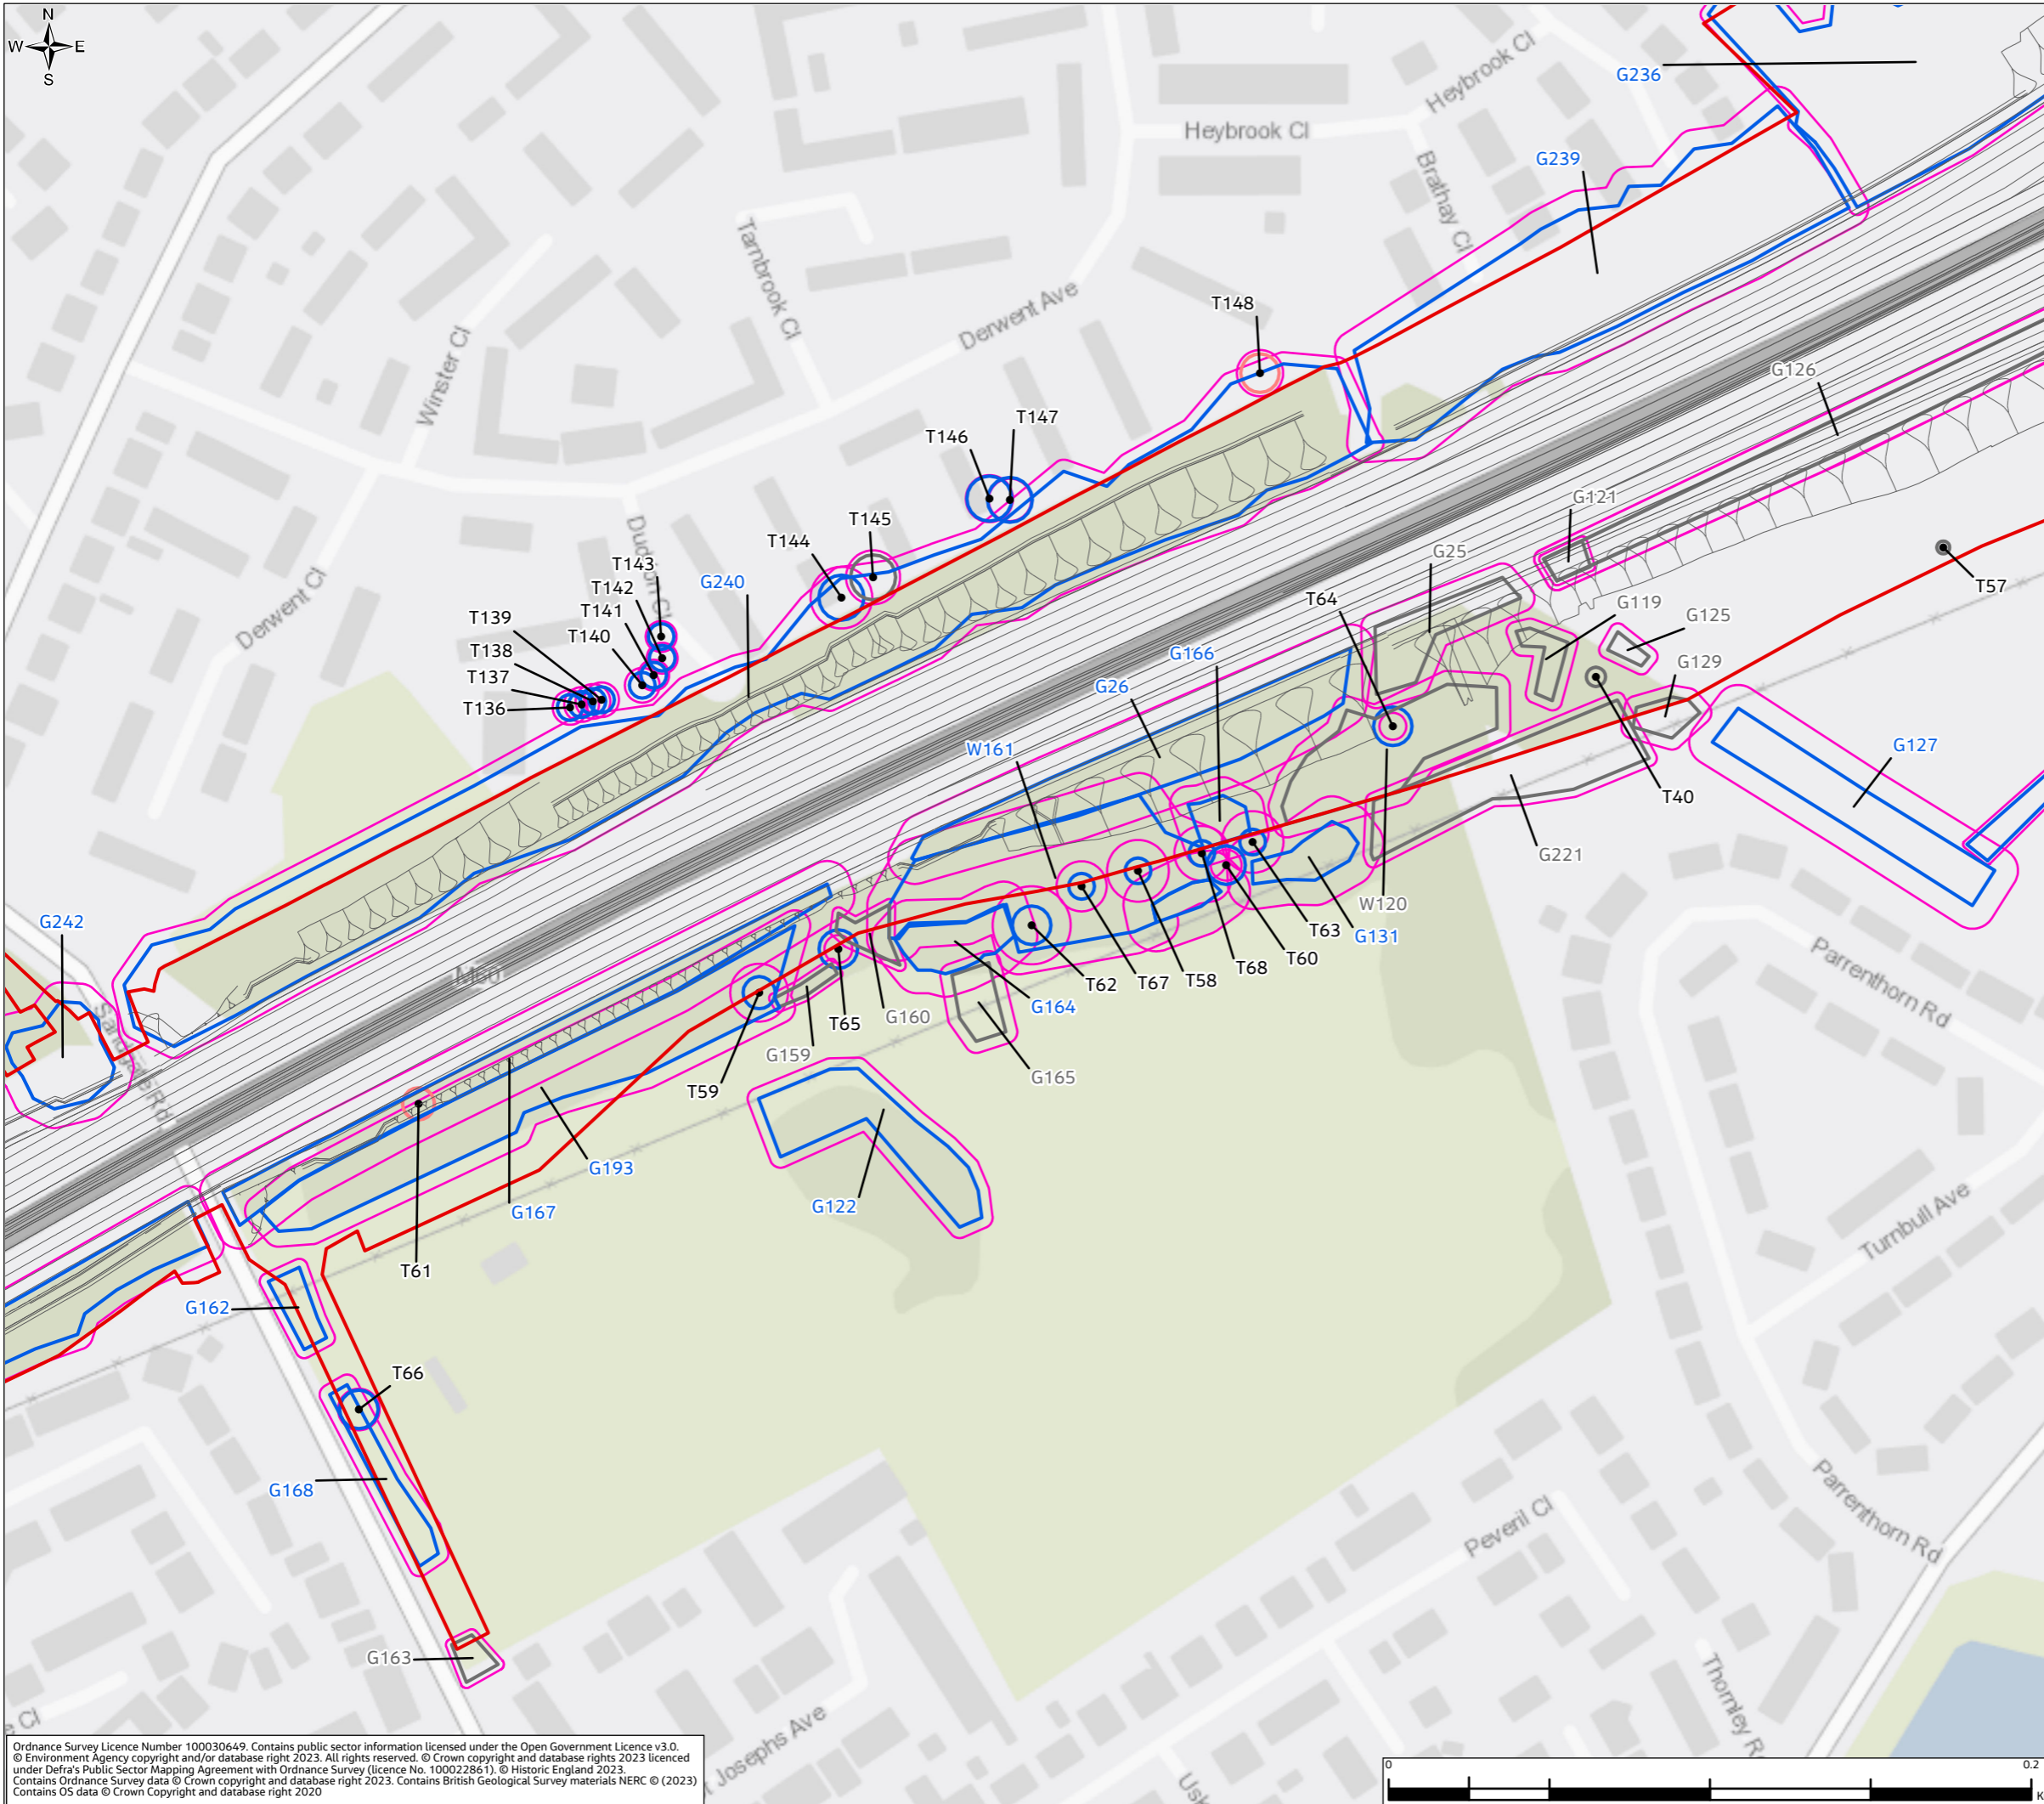 N
W E
S
G236
Heybrook Cl
Heybrook Cl
G239
Brathay Cl
Tarnbrook Cl
T148
Derwent Ave
Winster Cl
G126
T147
T146
G121
T145
T144
G25
T57
T143
Dudlon Cl
T142
G240
T141
T139
T140
T138
T137
T136
Derwent Cl
T64
G119
G125
G166
G129
G26
W161
G127
T40
G221
W120
G242
M60
T63
G131
T60
T68
T58
T67
T62
G164
Parrenthorn Rd
G160
T65
G159
T59
G165
G193
G122
G167
T61
Turnbull Ave
G162
T66
G168
Peveril Cl
Parrenthorn Rd
G163
Thornley R
e Cl
t Josephs Ave
Usk
Ordnance Survey Licence Number 100030649. Contains public sector information licensed under the Open Government Licence v3.0.
© Environment Agency copyright and/or database right 2023. All rights reserved. © Crown copyright and database rights 2023 licenced
under Defra's Public Sector Mapping Agreement with Ordnance Survey (licence No. 100022861). © Historic England 2023.
Contains Ordnance Survey data © Crown copyright and database right 2023. Contains British Geological Survey materials NERC © (2023)
Contains OS data © Crown Copyright and database right 2020
0 0.2